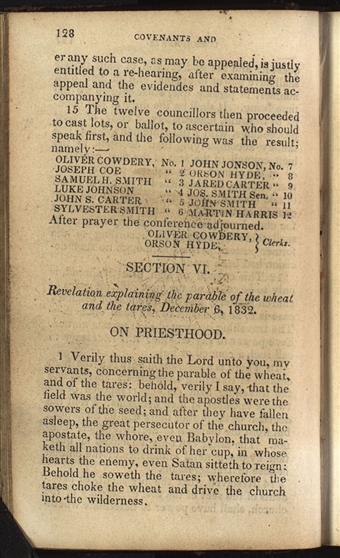 128 COVENANTS AND
er any such case, as may be appealed, is justly
entitled to a re-hearing, after examining the
appeal and the evidendes and statements ac-
companying it.
15 The twelve councillors then proceeded
to cast lots, or ballot, to ascertain who should
speak first, and the following was the result;
namely:—
OLIVER COWDERY, No. 1 JOHN JONSON, No. 7
JOSEPH COE " 2 ORSON HYDE, " 8
SAMUEL H. SMITH " 3 JARED CARTER " 9
LUKE JOHNSON " 4 JOS. SMITH Sen. " 10
JOHN S. CARTER " 5 JOHN SMITH " 11
SYLVESTER SMITH " 6 MARTIN HARRIS 12
After prayer the conference adjourned.
OLIVER COWDERY, } Clerks.
ORSON HYDE,
SECTION VI.
Revelation explaining the parable of the wheat
and the tares, December 6, 1832.
ON PRIESTHOOD.
1 Verily thus saith the Lord unto you, my
servants, concerning the parable of the wheat,
and of the tares: behold, verily I say, that the
field was the world; and the apostles were the
sowers of the seed; and after they have fallen
asleep, the great persecutor of the church, the
apostate, the whore, even Babylon, that ma-
keth all nations to drink of her cup, in whose
hearts the enemy, even Satan sitteth to reign:
Behold he soweth the tares; wherefore the
tares choke the wheat and drive the church
into the wilderness.